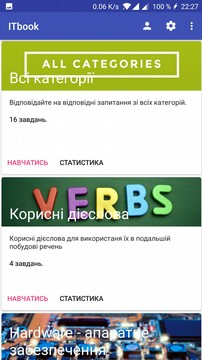 0.06 K/s 100 % 22:27
ITbook
ALL CATEGORIES
Всі категорії
Відповідайте на відповідні запитання зі всіх категорій.
16 завдань.
НАВЧАТИСЬ СТАТИСТИКА
VERBS
Корисні дієслова
Корисні дієслова для використаня їх в подальшій
побудові речень
4 завдань.
НАВЧАТИСЬ СТАТИСТИКА
Hardware - апаратне
забезпечення